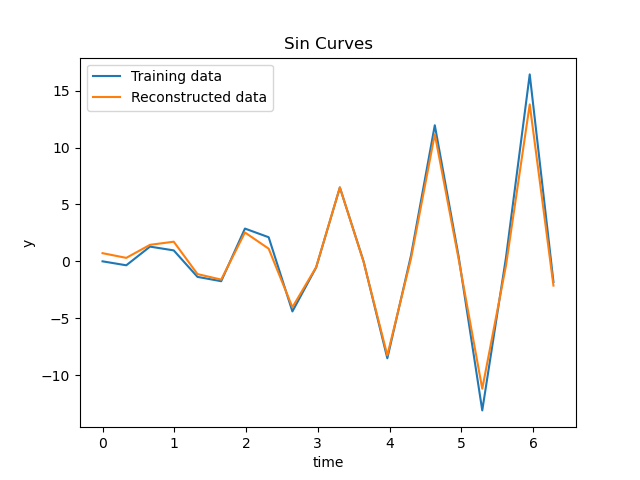 Sin Curves
Training data
Reconstructed data
15
10
5
0
−5
−10
y
0 1 2 3 4 5 6
time